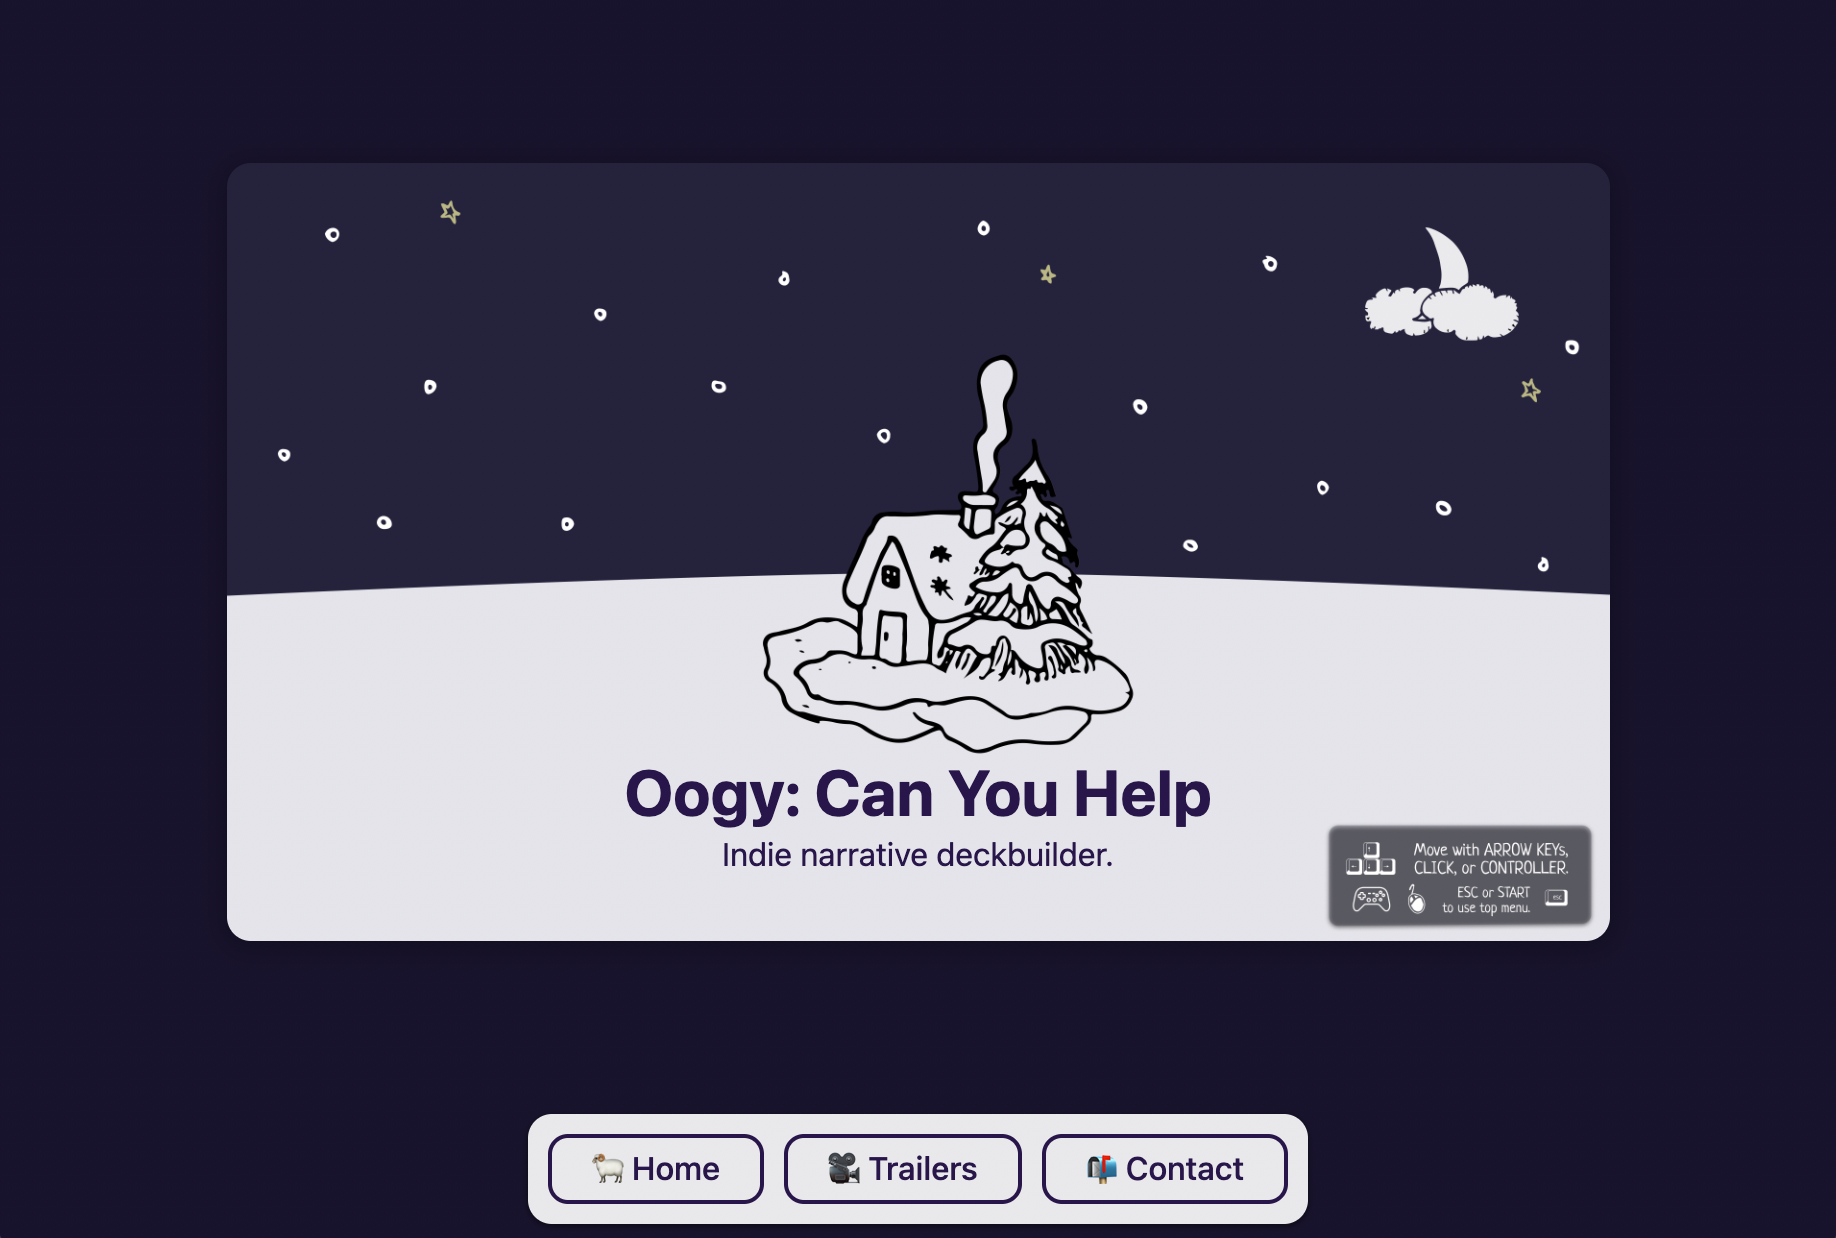 Oogy: Can You Help
Indie narrative deckbuilder.
Move with ARROW KEYs,
CLICK, or CONTROLLER.
ESC or START
to use top menu.
esc
Home
Trailers
Contact